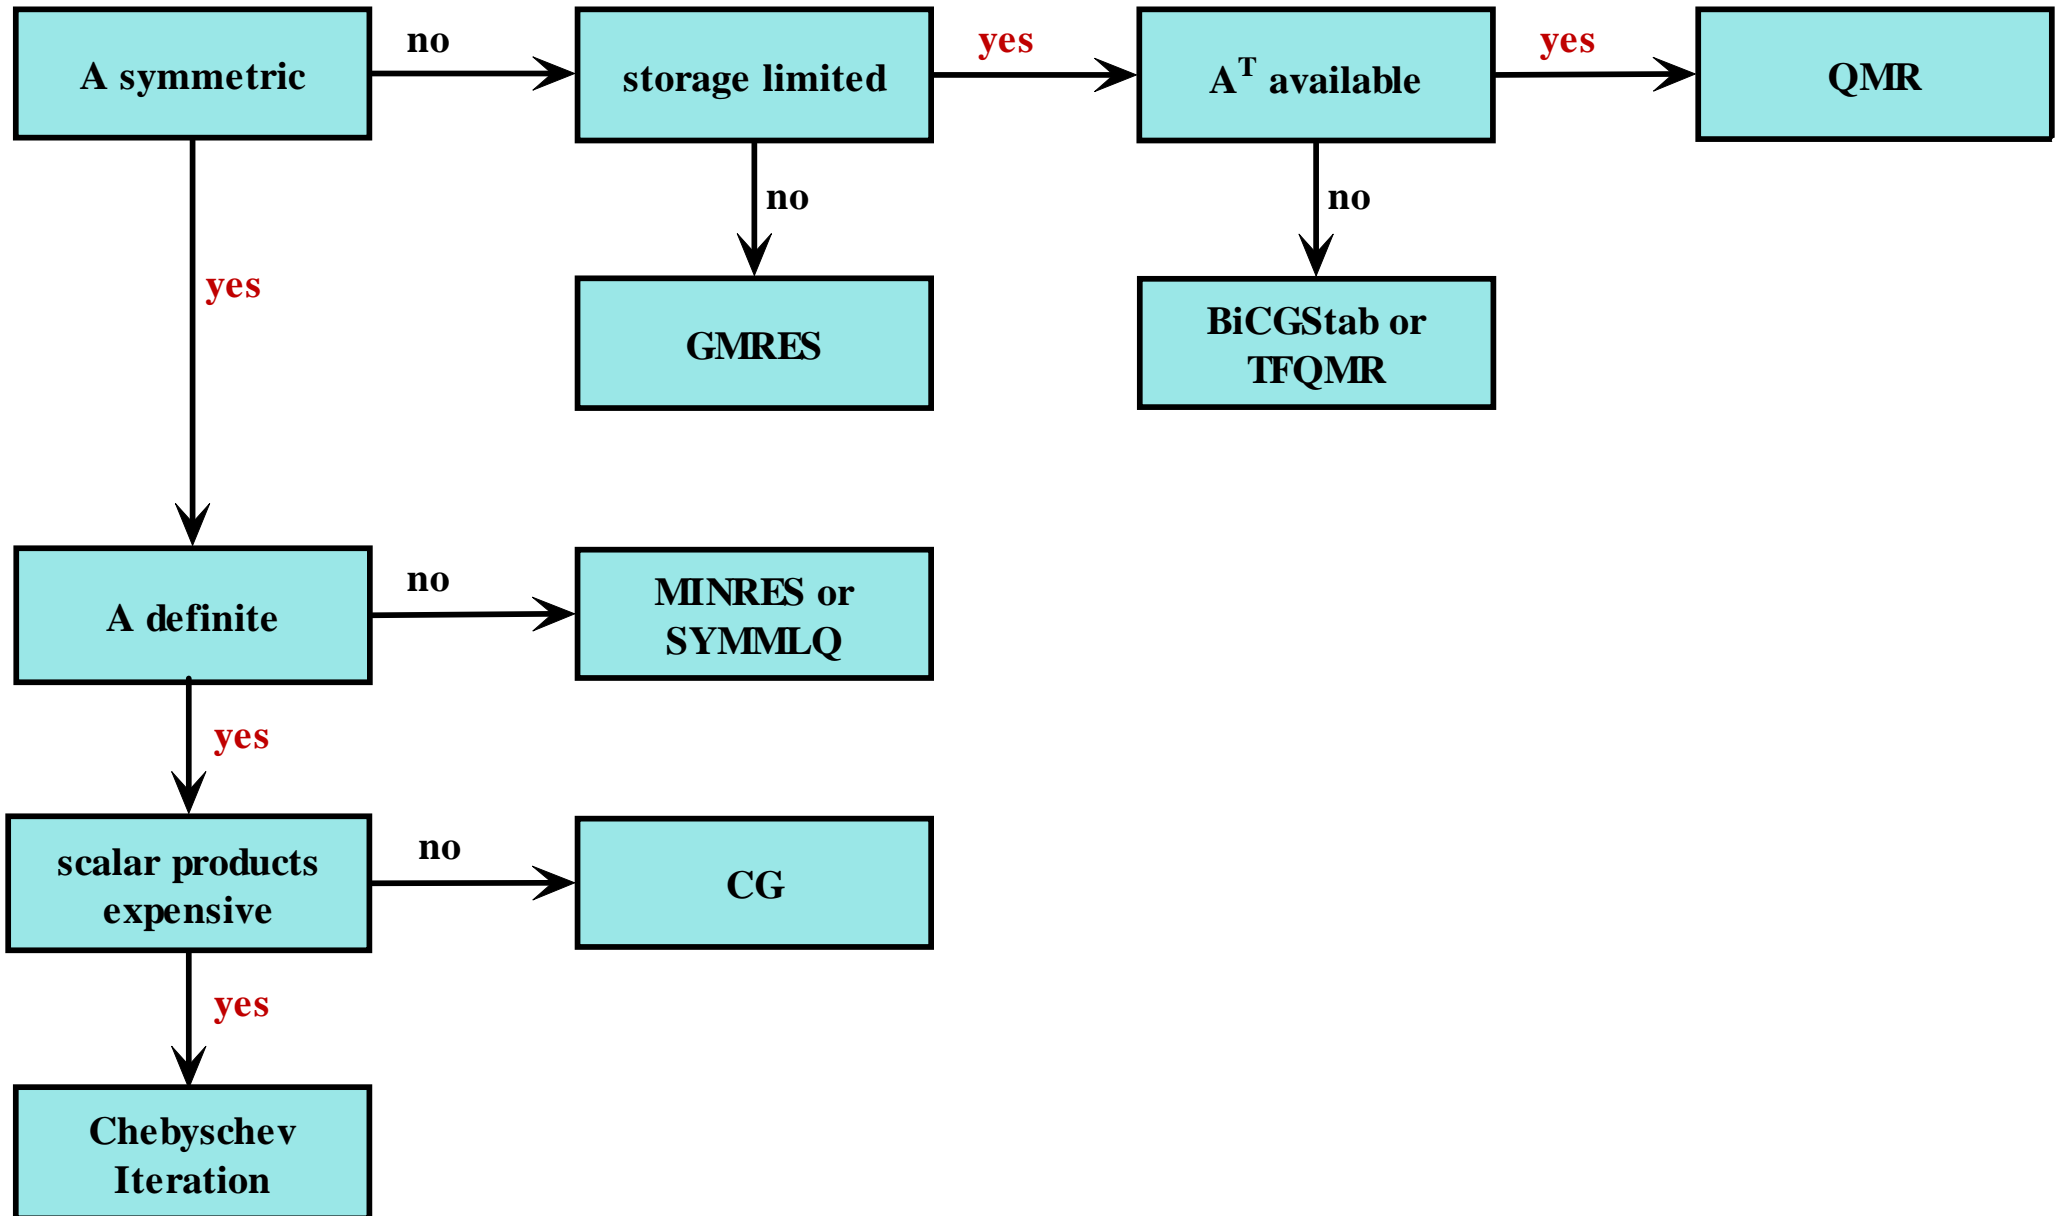 A symmetric
no
storage limited
yes
A^T available
yes
QMR
no
no
yes
GMRES
BiCGStab or
TFQMR
A definite
no
MINRES or
SYMMLQ
yes
scalar products
expensive
no
CG
yes
Chebyschev
Iteration